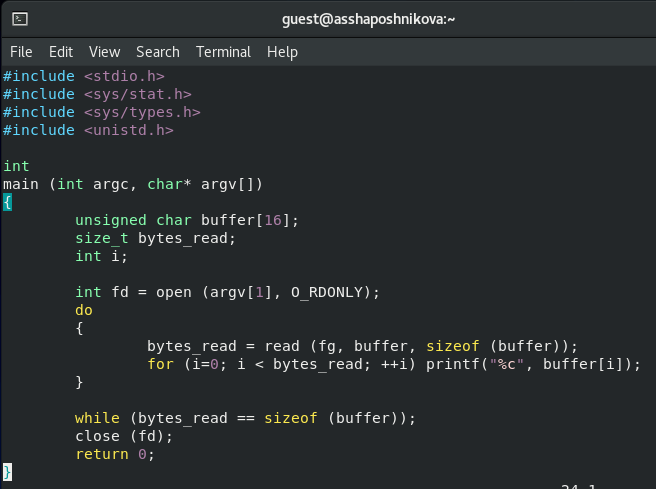 guest@asshaposhnikova:~
File Edit View Search Terminal Help
#include <stdio.h>
#include <sys/stat.h>
#include <sys/types.h>
#include <unistd.h>
int
main (int argc, char* argv[])
{
unsigned char buffer[16];
size_t bytes_read;
int i;
int fd = open (argv[1], O_RDONLY);
do
{
bytes_read = read (fg, buffer, sizeof (buffer));
for (i=0; i < bytes_read; ++i) printf("%c", buffer[i]);
}
while (bytes_read == sizeof (buffer));
close (fd);
return 0;
}